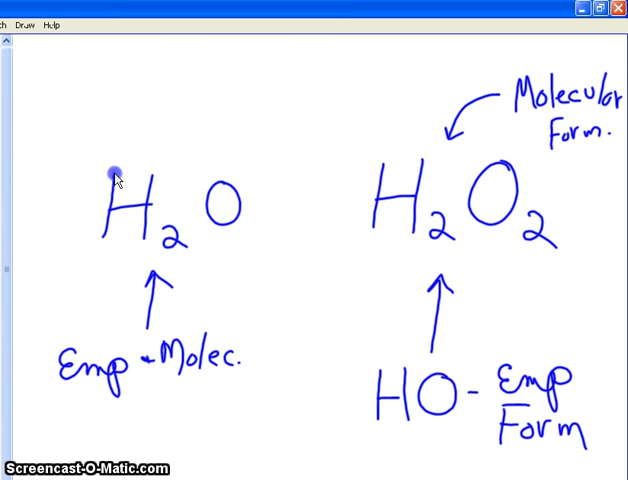 Draw Help
Molecular
Form.
H2O
H2O2
Emp + Molec.
HO - Emp
Form
Screencast-O-Matic.com